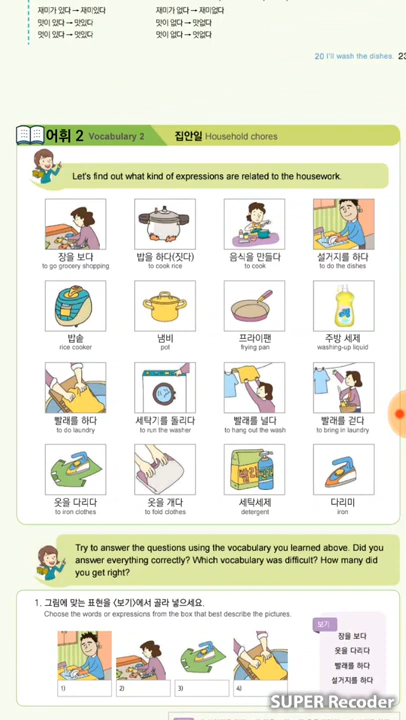 재미가 있다 → 재미있다 재미가 없다 → 재미없다
맛이 있다 → 맛있다 맛이 없다 → 맛없다
멋이 있다 → 멋있다 멋이 없다 → 멋없다
20 I'll wash the dishes. 23
어휘 2 Vocabulary 2 집안일 Household chores
Let's find out what kind of expressions are related to the housework.
장을 보다 밥을 하다(짓다) 음식을 만들다 설거지를 하다
to go grocery shopping to cook rice to cook to do the dishes
밥솥 냄비 프라이팬 주방 세제
rice cooker pot frying pan washing-up liquid
빨래를 하다 세탁기를 돌리다 빨래를 널다 빨래를 걷다
to do laundry to run the washer to hang out the wash to bring in laundry
옷을 다리다 옷을 개다 세탁세제 다리미
to iron clothes to fold clothes detergent iron
Try to answer the questions using the vocabulary you learned above. Did you
answer everything correctly? Which vocabulary was difficult? How many did
you get right?
1. 그림에 맞는 표현을 〈보기〉에서 골라 넣으세요.
Choose the words or expressions from the box that best describe the pictures.
보기
장을 보다
옷을 다리다
빨래를 하다
설거지를 하다
1) 2) 3) 4)
SUPER Recorder